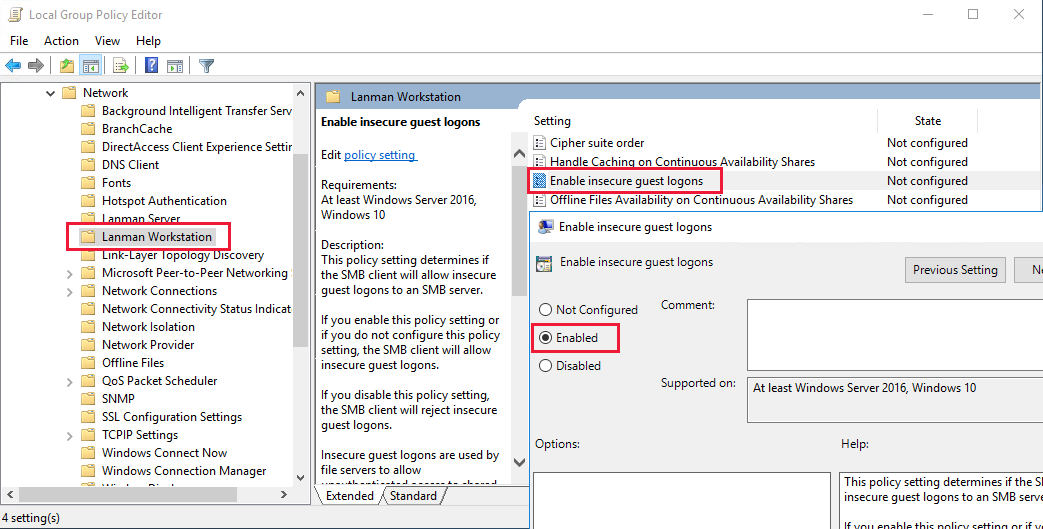 Local Group Policy Editor
File Action View Help
Network
Background Intelligent Transfer Serv
BranchCache
DirectAccess Client Experience Settir
DNS Client
Fonts
Hotspot Authentication
Lanman Server
Lanman Workstation
Link-Layer Topology Discovery
Microsoft Peer-to-Peer Networking
Network Connections
Network Connectivity Status Indicat
Network Isolation
Network Provider
Offline Files
QoS Packet Scheduler
SNMP
SSL Configuration Settings
TCPIP Settings
Windows Connect Now
Windows Connection Manager
4 setting(s)
Lanman Workstation
Enable insecure guest logons
Edit policy setting
Requirements:
At least Windows Server 2016,
Windows 10
Description:
This policy setting determines if
the SMB client will allow insecure
guest logons to an SMB server.
If you enable this policy setting or
if you do not configure this policy
setting, the SMB client will allow
insecure guest logons.
If you disable this policy setting,
the SMB client will reject insecure
guest logons.
Insecure guest logons are used by
file servers to allow
unauthenticated access to shared
Extended Standard
Setting State
Cipher suite order Not configured
Handle Caching on Continuous Availability Shares Not configured
Enable insecure guest logons Not configured
Offline Files Availability on Continuous Availability Shares Not configured
Enable insecure guest logons
Enable insecure guest logons
Previous Setting
Ne
Not Configured
Enabled
Disabled
Comment:
Supported on:
At least Windows Server 2016, Windows 10
Options:
Help:
This policy setting determines if the SM
insecure guest logons to an SMB serve
If you enable this policy setting or if yo